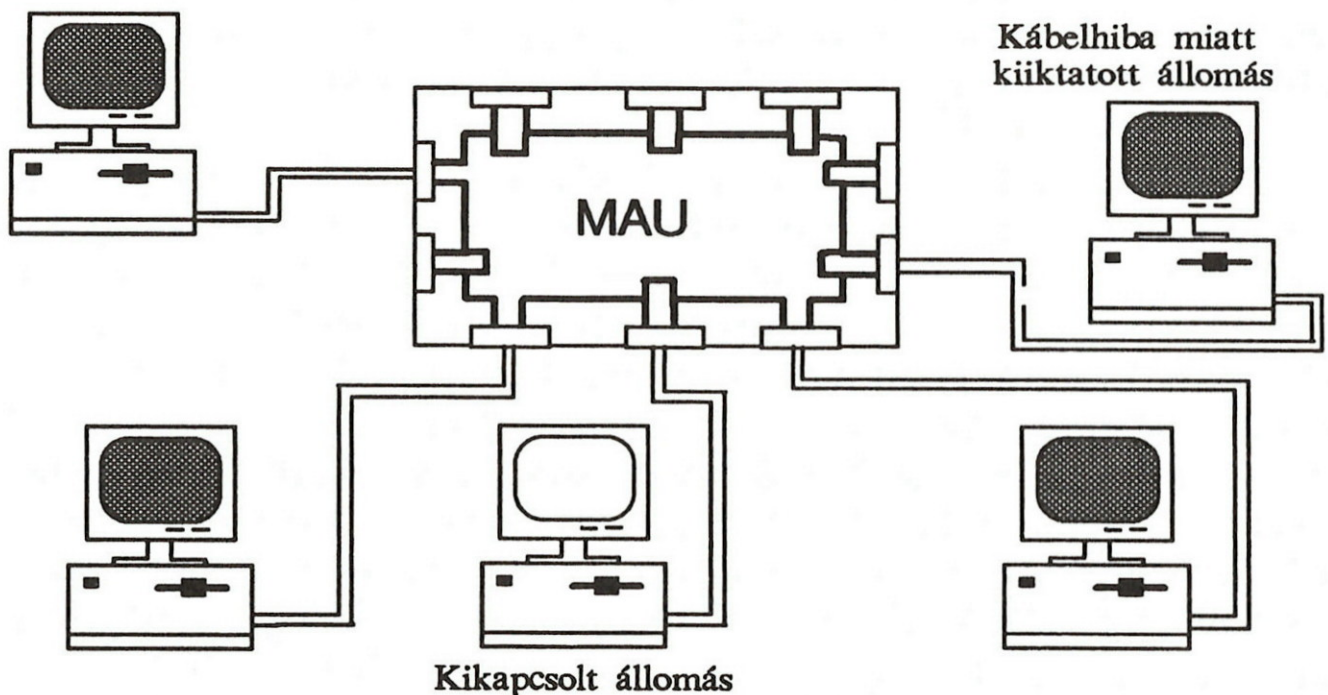 Kábelhiba miatt
kiiktatott állomás
MAU
Kikapcsolt állomás